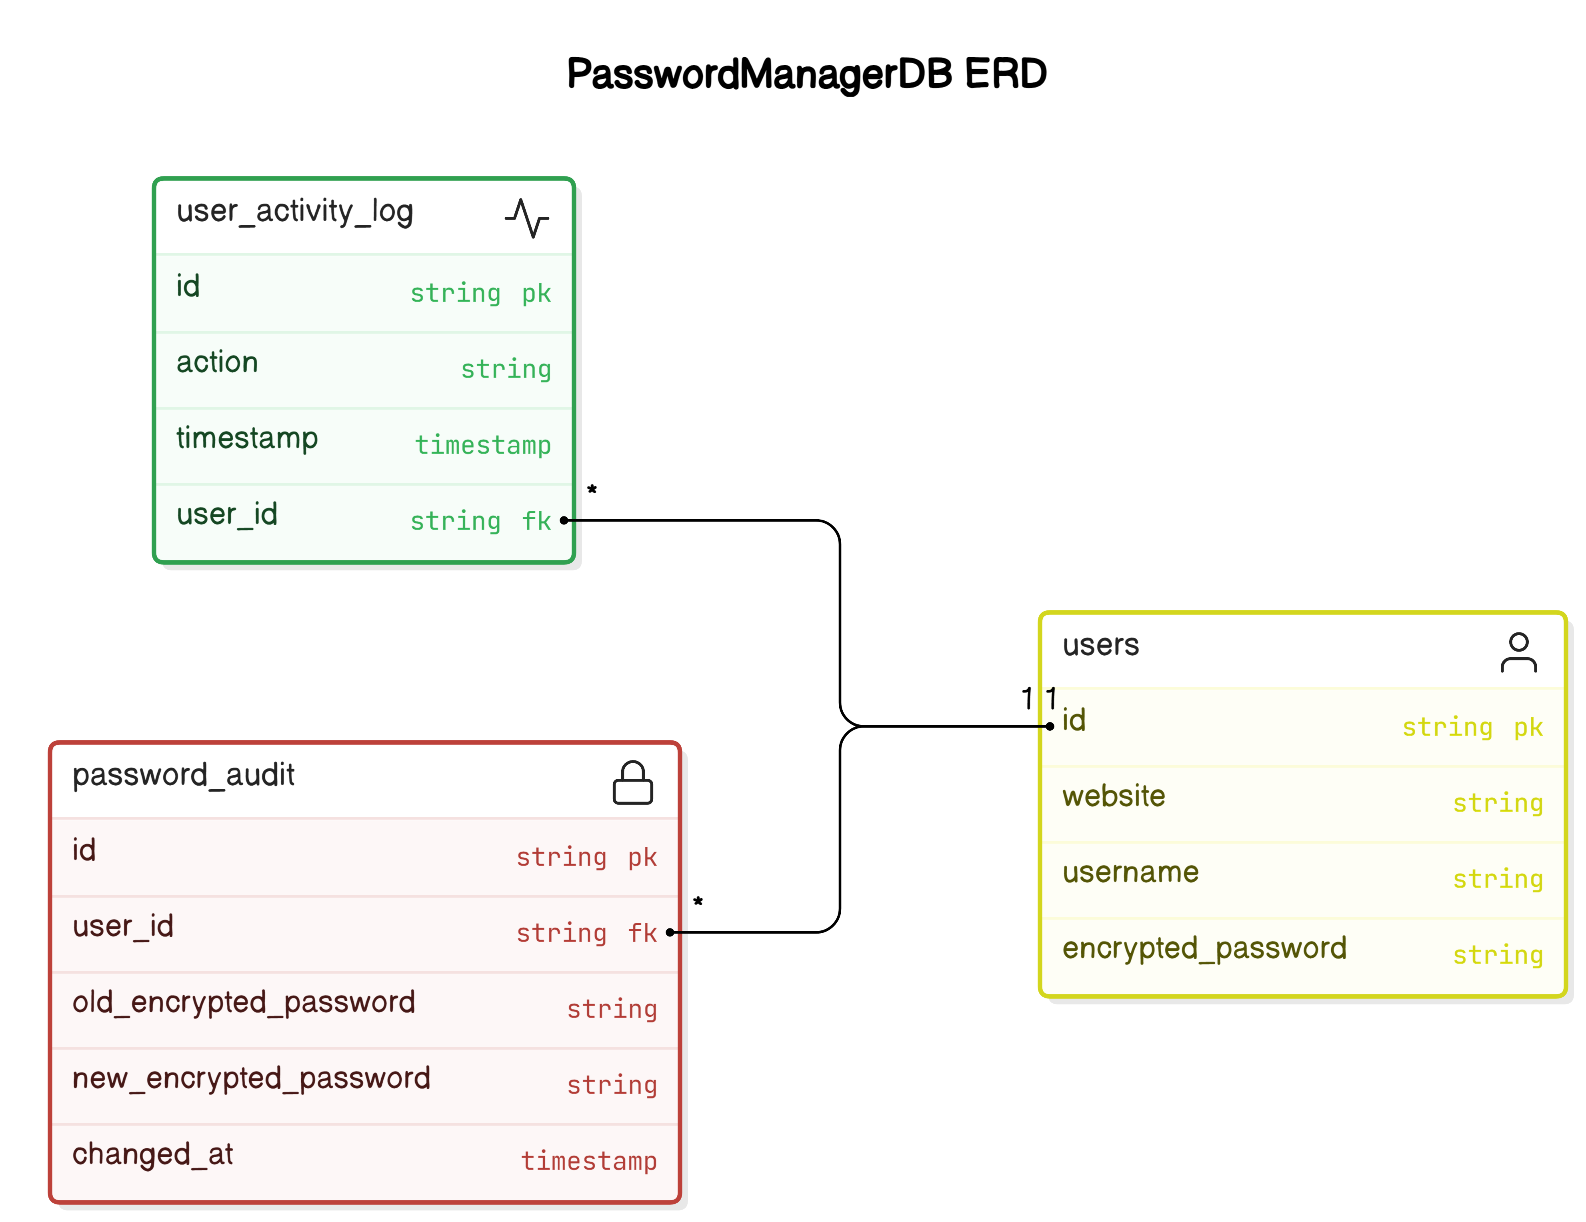 PasswordManagerDB ERD
user_activity_log
id string pk
action string
timestamp timestamp
user_id string fk
*
users
1 1
id string pk
website string
username string
encrypted_password string
password_audit
id string pk
*
user_id string fk
old_encrypted_password string
new_encrypted_password string
changed_at timestamp